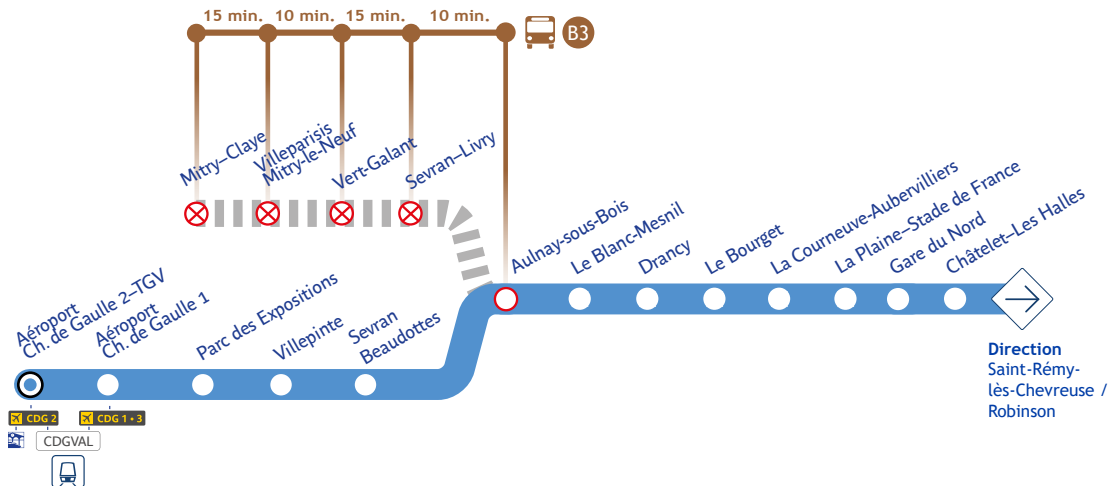 15 min.
10 min.
15 min.
10 min.
B3
Mitry–Claye
Villeparisis
Mitry-le-Neuf
Vert-Galant
Sevran–Livry
Aulnay-sous-Bois
Le Blanc-Mesnil
Drancy
Le Bourget
La Courneuve-Aubervilliers
La Plaine–Stade de France
Gare du Nord
Châtelet–Les Halles
Aéroport
Ch. de Gaulle 2–TGV
Aéroport
Ch. de Gaulle 1
Parc des Expositions
Villepinte
Sevran
Beaudottes
Direction
Saint-Rémy-
lès-Chevreuse /
Robinson
CDG 2
CDG 1 • 3
CDGVAL